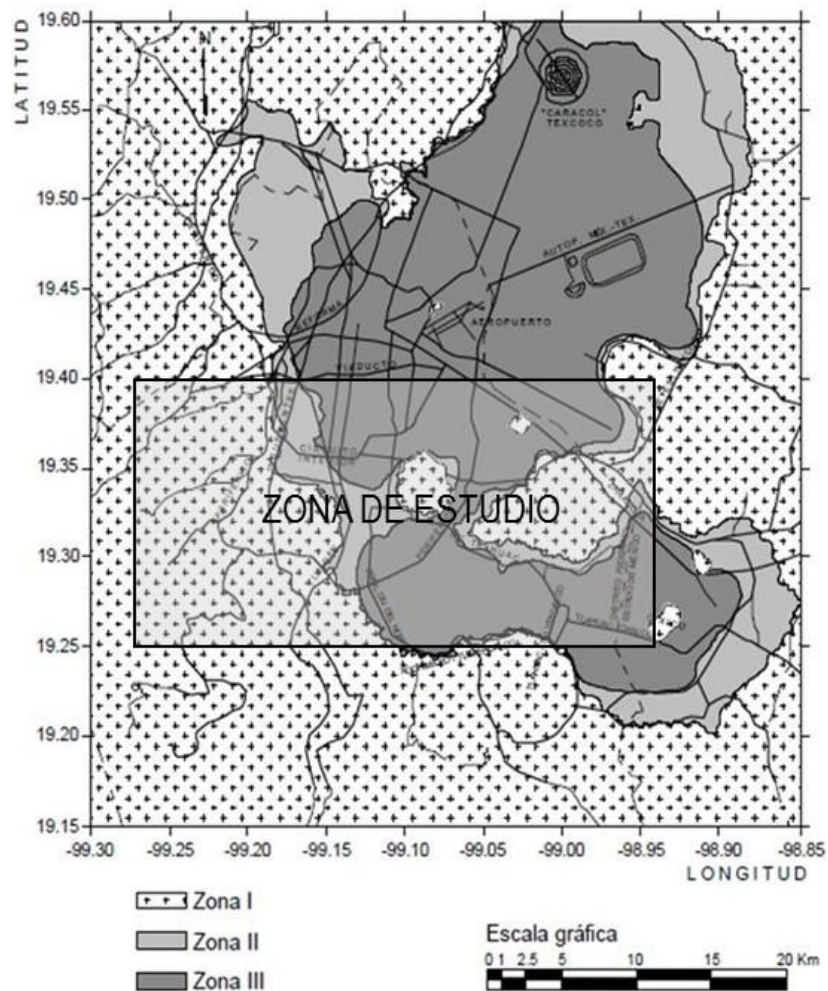 LATITUD
19.60
19.55
19.50
19.45
19.40
19.35
19.30
19.25
19.20
19.15
N
"CARACOL"
TEXCOCO
AUTOP. MEX.-TEX.
AEROPUERTO
REFORMA
VIADUCTO
CIRCUITO
INTERIOR
ZONA DE ESTUDIO
-99.30
-99.25
-99.20
-99.15
-99.10
-99.05
-99.00
-98.95
-98.90
-98.85
LONGITUD
Zona I
Zona II
Zona III
Escala gráfica
0 1 2.5 5 10 15 20 Km